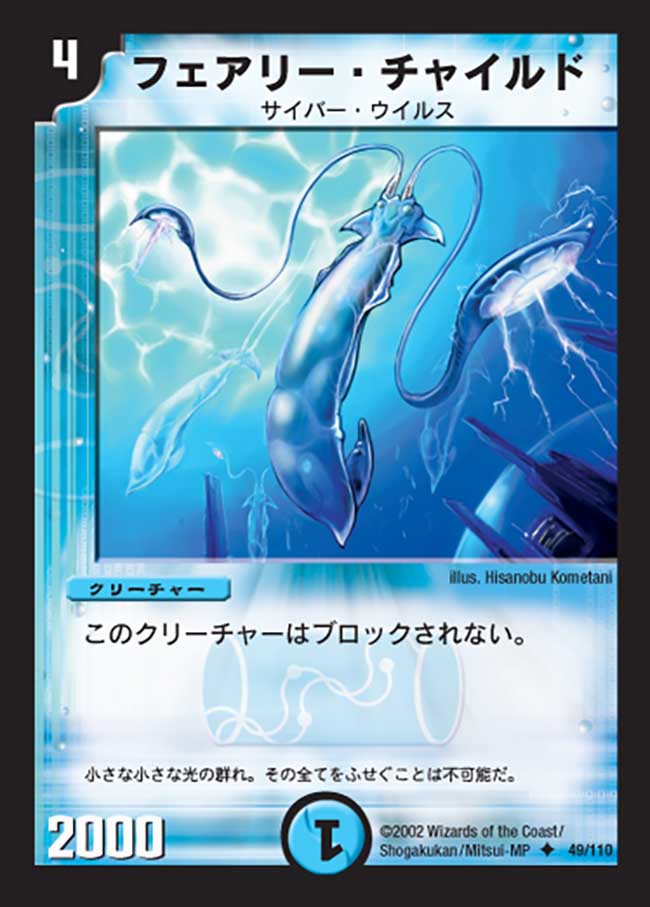 4
フェアリー・チャイルド
サイバー・ウイルス
illus. Hisanobu Kometani
クリーチャー
このクリーチャーはブロックされない。
小さな小さな光の群れ。その全てをふせぐことは不可能だ。
2000
1
©2002 Wizards of the Coast/
Shogakukan/Mitsui-MP ✦ 49/110